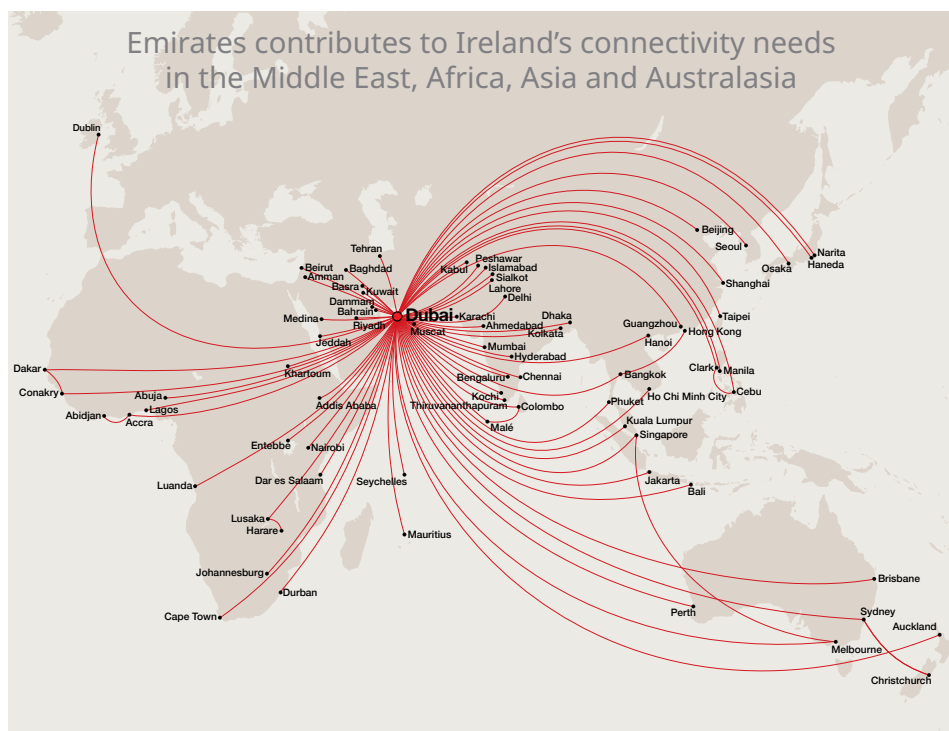 Emirates contributes to Ireland's connectivity needs
in the Middle East, Africa, Asia and Australasia
Dublin
Beijing
Seoul
Narita
Haneda
Osaka
Tehran
Beirut
Baghdad
Amman
Kabul
Peshawar
Islamabad
Sialkot
Basra
Kuwait
Lahore
Shanghai
Delhi
Dammam
Bahrain
Medina
Riyadh
Dubai
Karachi
Dhaka
Taipei
Muscat
Ahmedabad
Kolkata
Guangzhou
Hong Kong
Jeddah
Hanoi
Mumbai
Hyderabad
Dakar
Khartoum
Bengaluru
Chennai
Bangkok
Clark
Manila
Conakry
Abuja
Kochi
Ho Chi Minh City
Cebu
Abidjan
Lagos
Accra
Addis Ababa
Thiruvananthapuram
Colombo
Phuket
Malé
Kuala Lumpur
Singapore
Entebbe
Nairobi
Luanda
Dar es Salaam
Seychelles
Jakarta
Bali
Lusaka
Harare
Mauritius
Johannesburg
Durban
Brisbane
Cape Town
Perth
Sydney
Auckland
Melbourne
Christchurch